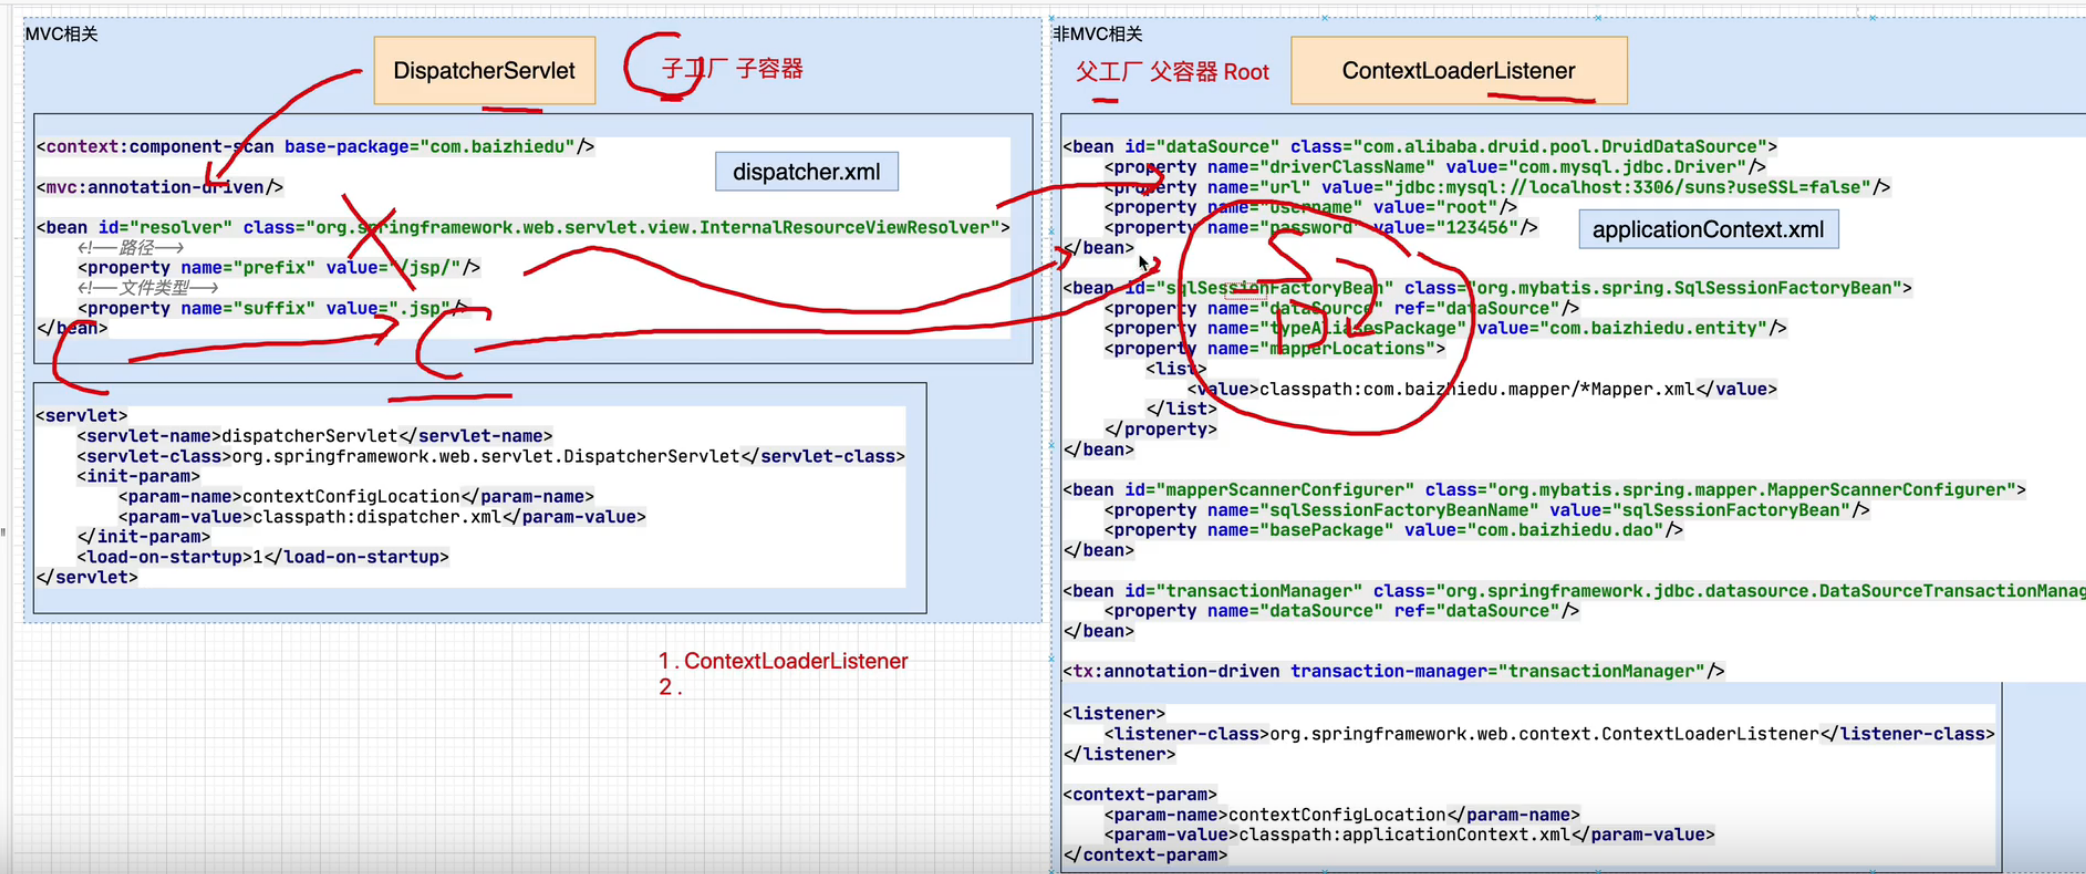 MVC相关
DispatcherServlet
子工厂 子容器
<context:component-scan base-package="com.baizhiedu"/>
dispatcher.xml
<mvc:annotation-driven/>
<bean id="resolver" class="org.springframework.web.servlet.view.InternalResourceViewResolver">
<!--路径-->
<property name="prefix" value="/jsp/"/>
<!--文件类型-->
<property name="suffix" value=".jsp"/>
</bean>
<servlet>
<servlet-name>dispatcherServlet</servlet-name>
<servlet-class>org.springframework.web.servlet.DispatcherServlet</servlet-class>
<init-param>
<param-name>contextConfigLocation</param-name>
<param-value>classpath:dispatcher.xml</param-value>
</init-param>
<load-on-startup>1</load-on-startup>
</servlet>
1.ContextLoaderListener
2.
非MVC相关
父工厂 父容器 Root
ContextLoaderListener
<bean id="dataSource" class="com.alibaba.druid.pool.DruidDataSource">
<property name="driverClassName" value="com.mysql.jdbc.Driver"/>
<property name="url" value="jdbc:mysql://localhost:3306/suns?useSSL=false"/>
<property name="username" value="root"/>
<property name="password" value="123456"/>
applicationContext.xml
</bean>
<bean id="sqlSessionFactoryBean" class="org.mybatis.spring.SqlSessionFactoryBean">
<property name="dataSource" ref="dataSource"/>
<property name="typeAliasesPackage" value="com.baizhiedu.entity"/>
<property name="mapperLocations">
<list>
<value>classpath:com.baizhiedu.mapper/*Mapper.xml</value>
</list>
</property>
</bean>
<bean id="mapperScannerConfigurer" class="org.mybatis.spring.mapper.MapperScannerConfigurer">
<property name="sqlSessionFactoryBeanName" value="sqlSessionFactoryBean"/>
<property name="basePackage" value="com.baizhiedu.dao"/>
</bean>
<bean id="transactionManager" class="org.springframework.jdbc.datasource.DataSourceTransactionManag
<property name="dataSource" ref="dataSource"/>
</bean>
<tx:annotation-driven transaction-manager="transactionManager"/>
<listener>
<listener-class>org.springframework.web.context.ContextLoaderListener</listener-class>
</listener>
<context-param>
<param-name>contextConfigLocation</param-name>
<param-value>classpath:applicationContext.xml</param-value>
</context-param>